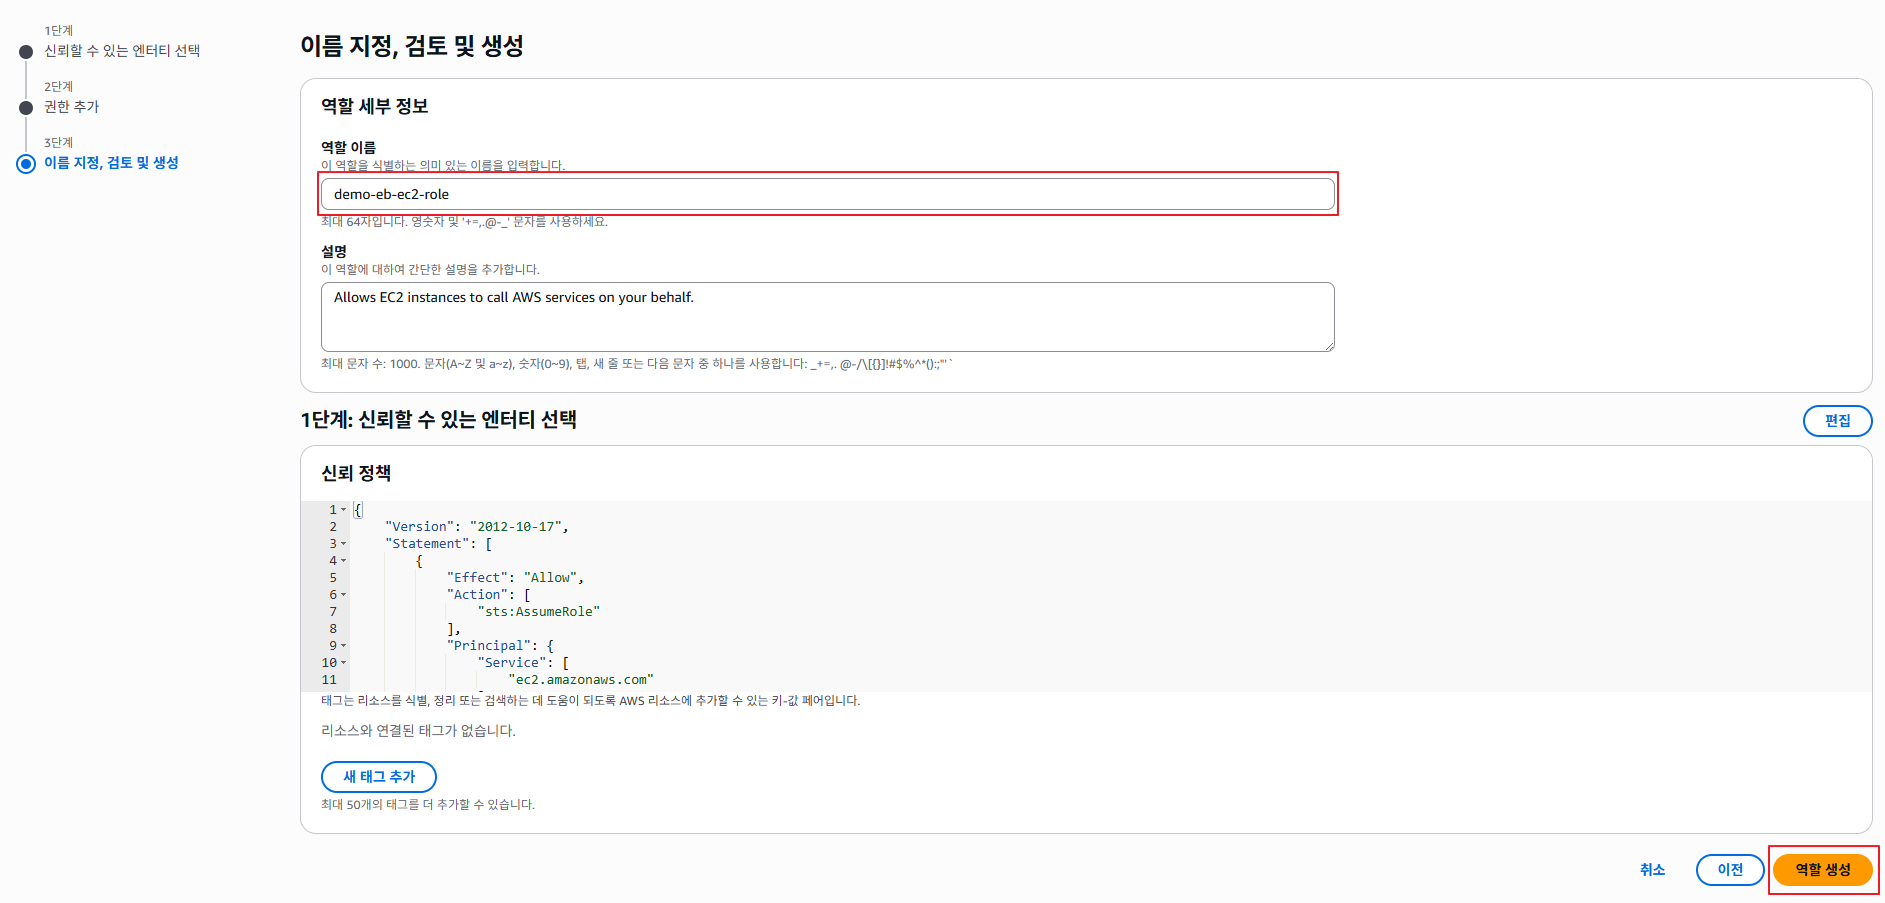 1단계
신뢰할 수 있는 엔터티 선택
2단계
권한 추가
3단계
이름 지정, 검토 및 생성
이름 지정, 검토 및 생성
역할 세부 정보
역할 이름
이 역할을 식별하는 의미 있는 이름을 입력합니다.
demo-eb-ec2-role
최대 64자입니다. 영숫자 및 '+=,.@-_' 문자를 사용하세요.
설명
이 역할에 대하여 간단한 설명을 추가합니다.
Allows EC2 instances to call AWS services on your behalf.
최대 문자 수: 1000. 문자(A~Z 및 a~z), 숫자(0~9), 탭, 새 줄 또는 다음 문자 중 하나를 사용합니다: _+=,. @-/\[{}]!#$%^*();:"'`
1단계: 신뢰할 수 있는 엔터티 선택
편집
신뢰 정책
1 {
2 "Version": "2012-10-17",
3 "Statement": [
4 {
5 "Effect": "Allow",
6 "Action": [
7 "sts:AssumeRole"
8 ],
9 "Principal": {
10 "Service": [
11 "ec2.amazonaws.com"
태그는 리소스를 식별, 정리 또는 검색하는 데 도움이 되도록 AWS 리소스에 추가할 수 있는 키-값 페어입니다.
리소스와 연결된 태그가 없습니다.
새 태그 추가
최대 50개의 태그를 더 추가할 수 있습니다.
취소
이전
역할 생성